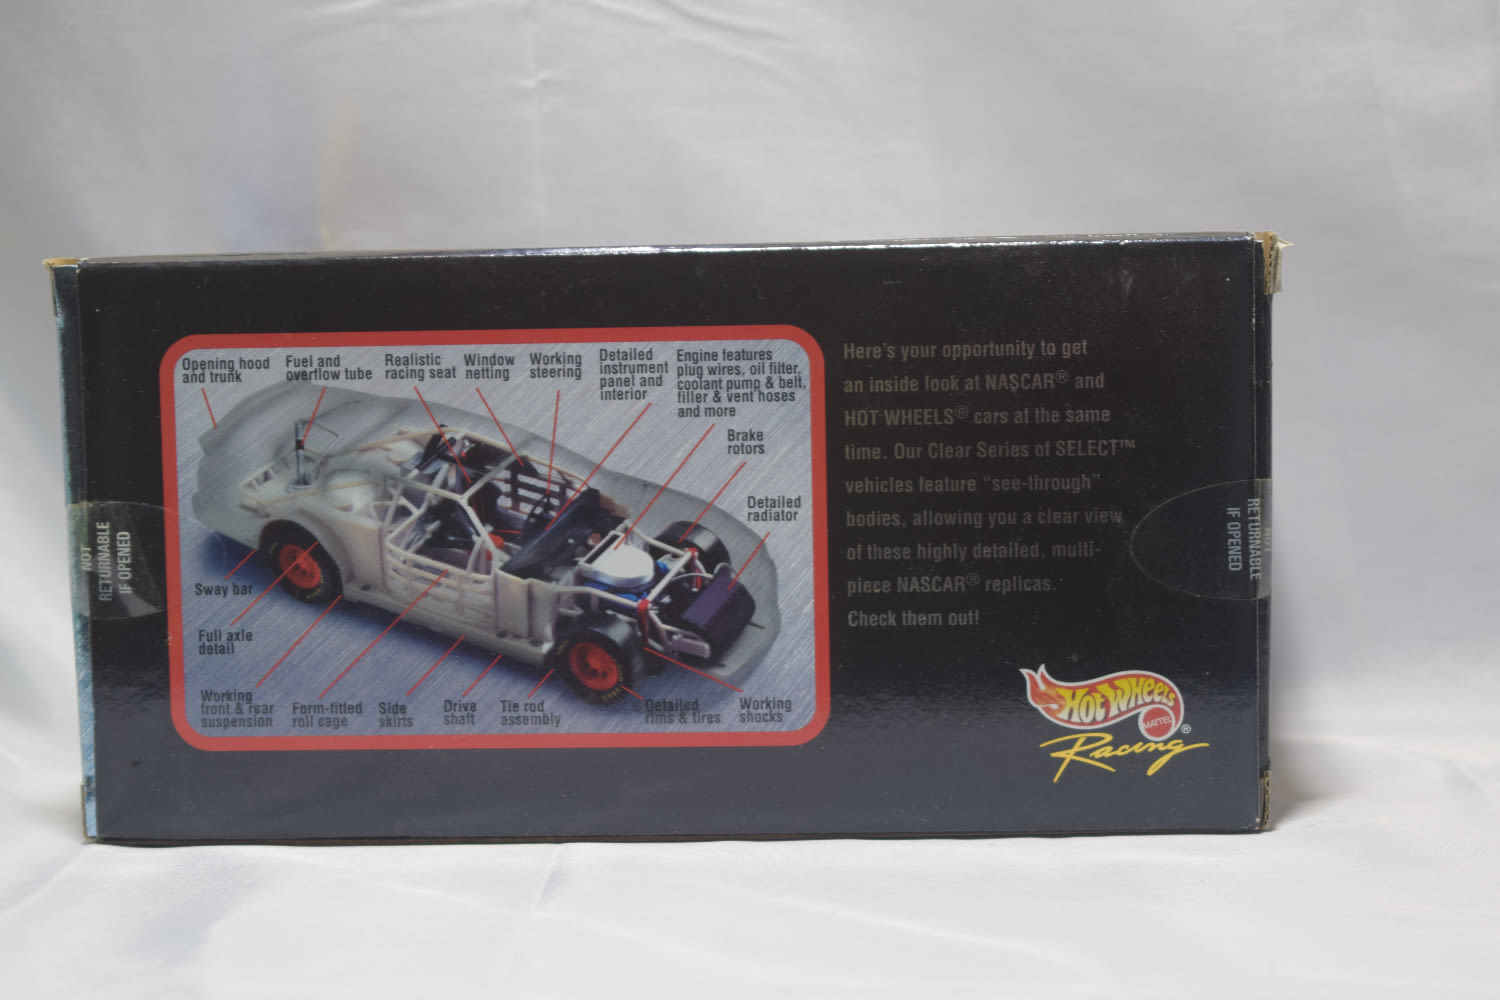 Opening hood
and trunk
Fuel and
overflow tube
Realistic
racing seat
Window
netting
Working
steering
Detailed
instrument
panel and
interior
Engine features
plug wires, oil filter,
coolant pump & belt,
filler & vent hoses
and more
Brake
rotors
Detailed
radiator
Sway bar
Full axle
detail
Working
front & rear
suspension
Form-fitted
roll cage
Side
skirts
Drive
shaft
Tie rod
assembly
Detailed
rims & tires
Working
shocks
Here's your opportunity to get
an inside look at NASCAR® and
HOT WHEELS® cars at the same
time. Our Clear Series of SELECT™
vehicles feature "see-through"
bodies, allowing you a clear view
of these highly detailed, multi-
piece NASCAR® replicas.
Check them out!
HOT WHEELS
MATTEL
®
Racing
NOT
RETURNABLE
IF OPENED
NOT
RETURNABLE
IF OPENED